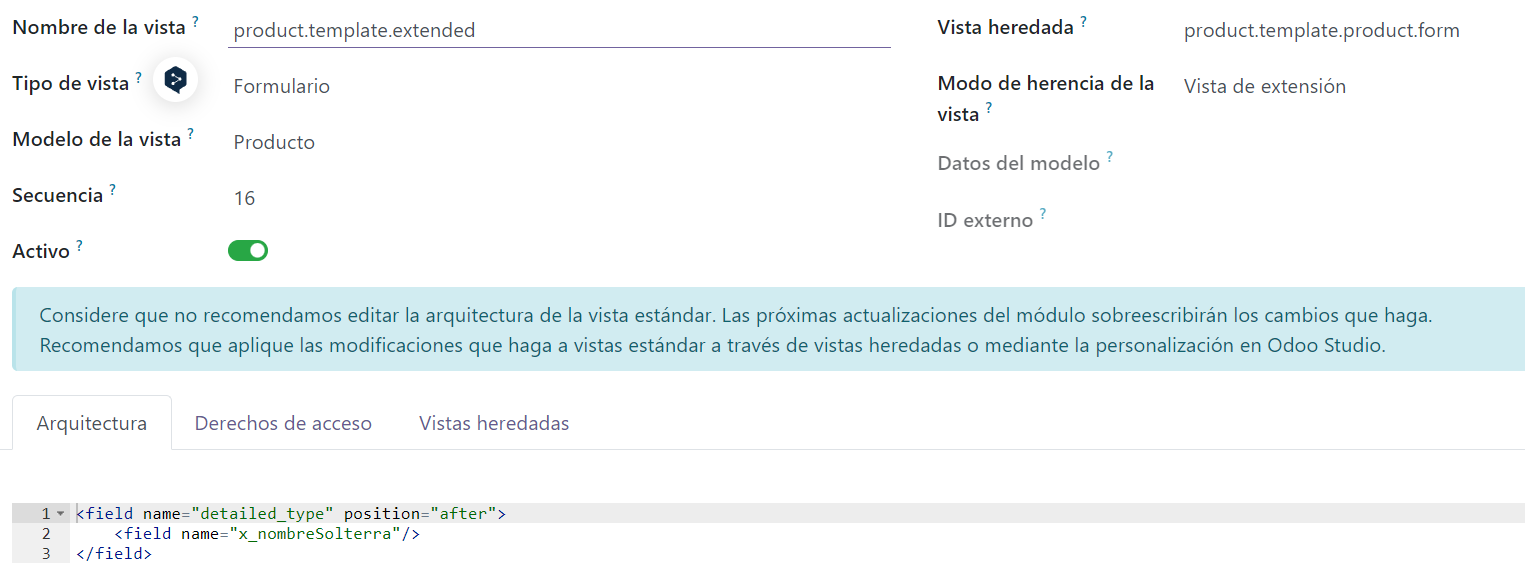 Nombre de la vista ? product.template.extended
Vista heredada ? product.template.product.form
Tipo de vista ? Formulario
Modo de herencia de la vista ? Vista de extensión
Modelo de la vista ? Producto
Datos del modelo ?
Secuencia ? 16
ID externo ?
Activo ?
Considere que no recomendamos editar la arquitectura de la vista estándar. Las próximas actualizaciones del módulo sobreescribirán los cambios que haga.
Recomendamos que aplique las modificaciones que haga a vistas estándar a través de vistas heredadas o mediante la personalización en Odoo Studio.
Arquitectura Derechos de acceso Vistas heredadas
1 <field name="detailed_type" position="after">
2 <field name="x_nombreSolterra"/>
3 </field>